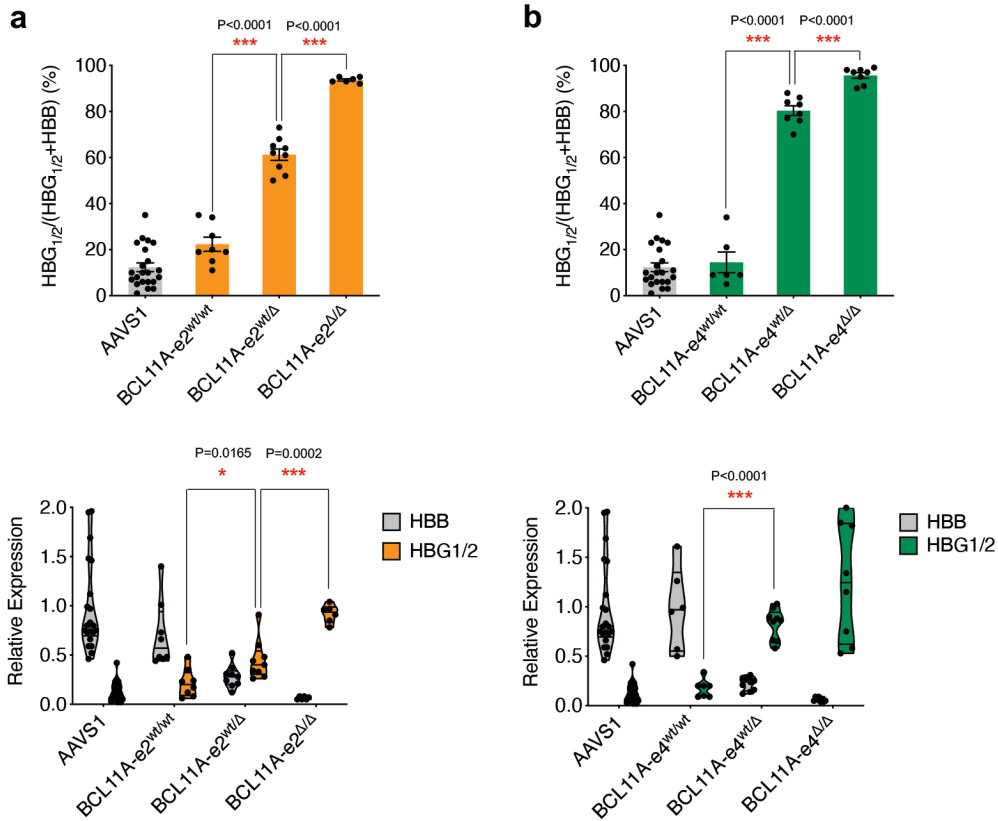 a
P<0.0001 P<0.0001
*** ***
HBG1/2/(HBG1/2+HBB) (%)
100
80
60
40
20
0
AAVS1
BCL11A-e2wt/wt
BCL11A-e2wt/Δ
BCL11A-e2Δ/Δ
b
P<0.0001 P<0.0001
*** ***
HBG1/2/(HBG1/2+HBB) (%)
100
80
60
40
20
0
AAVS1
BCL11A-e4wt/wt
BCL11A-e4wt/Δ
BCL11A-e4Δ/Δ
P=0.0165 P=0.0002
* ***
Relative Expression
2.0
1.5
1.0
0.5
0.0
AAVS1
BCL11A-e2wt/wt
BCL11A-e2wt/Δ
BCL11A-e2Δ/Δ
HBB
HBG1/2
P<0.0001
***
Relative Expression
2.0
1.5
1.0
0.5
0.0
AAVS1
BCL11A-e4wt/wt
BCL11A-e4wt/Δ
BCL11A-e4Δ/Δ
HBB
HBG1/2